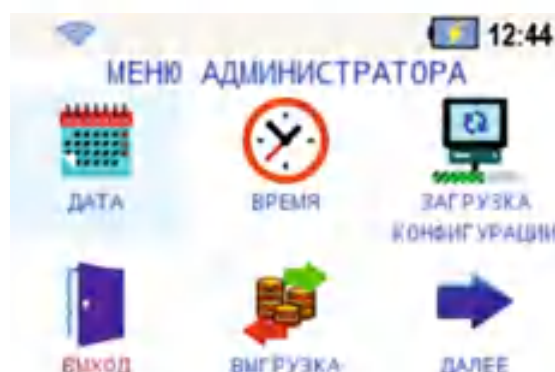 12:44
МЕНЮ АДМИНИСТРАТОРА
ДАТА
ВРЕМЯ
ЗАГРУЗКА
КОНФИГУРАЦИИ
ВЫХОД
ВЫГРУЗКА
ДАЛЕЕ